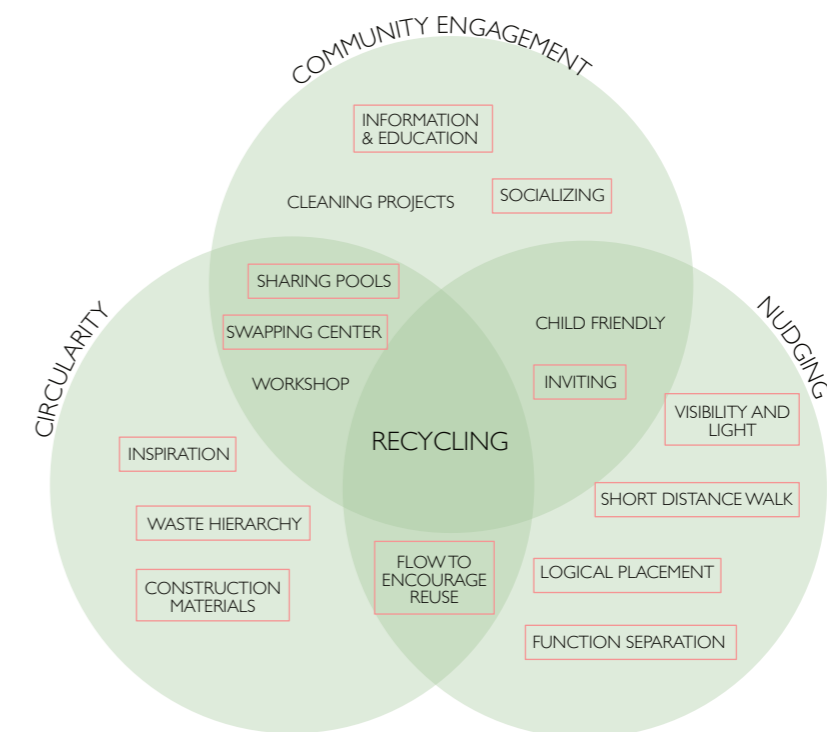 COMMUNITY ENGAGEMENT
INFORMATION
& EDUCATION
CLEANING PROJECTS
SOCIALIZING
SHARING POOLS
SWAPPING CENTER
WORKSHOP
CHILD FRIENDLY
INVITING
CIRCULARITY
NUDGING
VISIBILITY AND
LIGHT
RECYCLING
INSPIRATION
SHORT DISTANCE WALK
WASTE HIERARCHY
FLOW TO
ENCOURAGE
REUSE
LOGICAL PLACEMENT
CONSTRUCTION
MATERIALS
FUNCTION SEPARATION